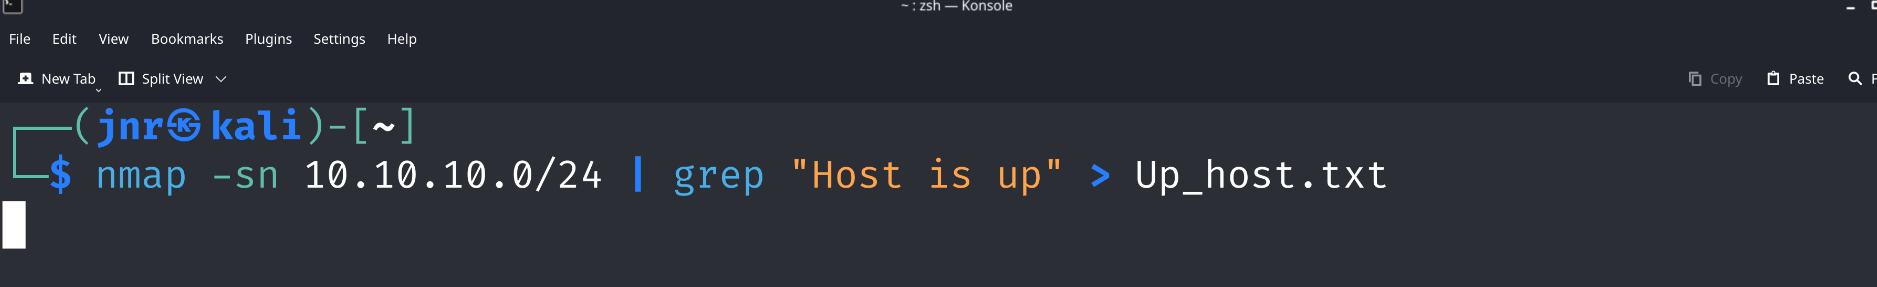 ~ : zsh — Konsole
File Edit View Bookmarks Plugins Settings Help
New Tab Split View Copy Paste
(jnr㉿kali)-[~]
$ nmap -sn 10.10.10.0/24 | grep "Host is up" > Up_host.txt